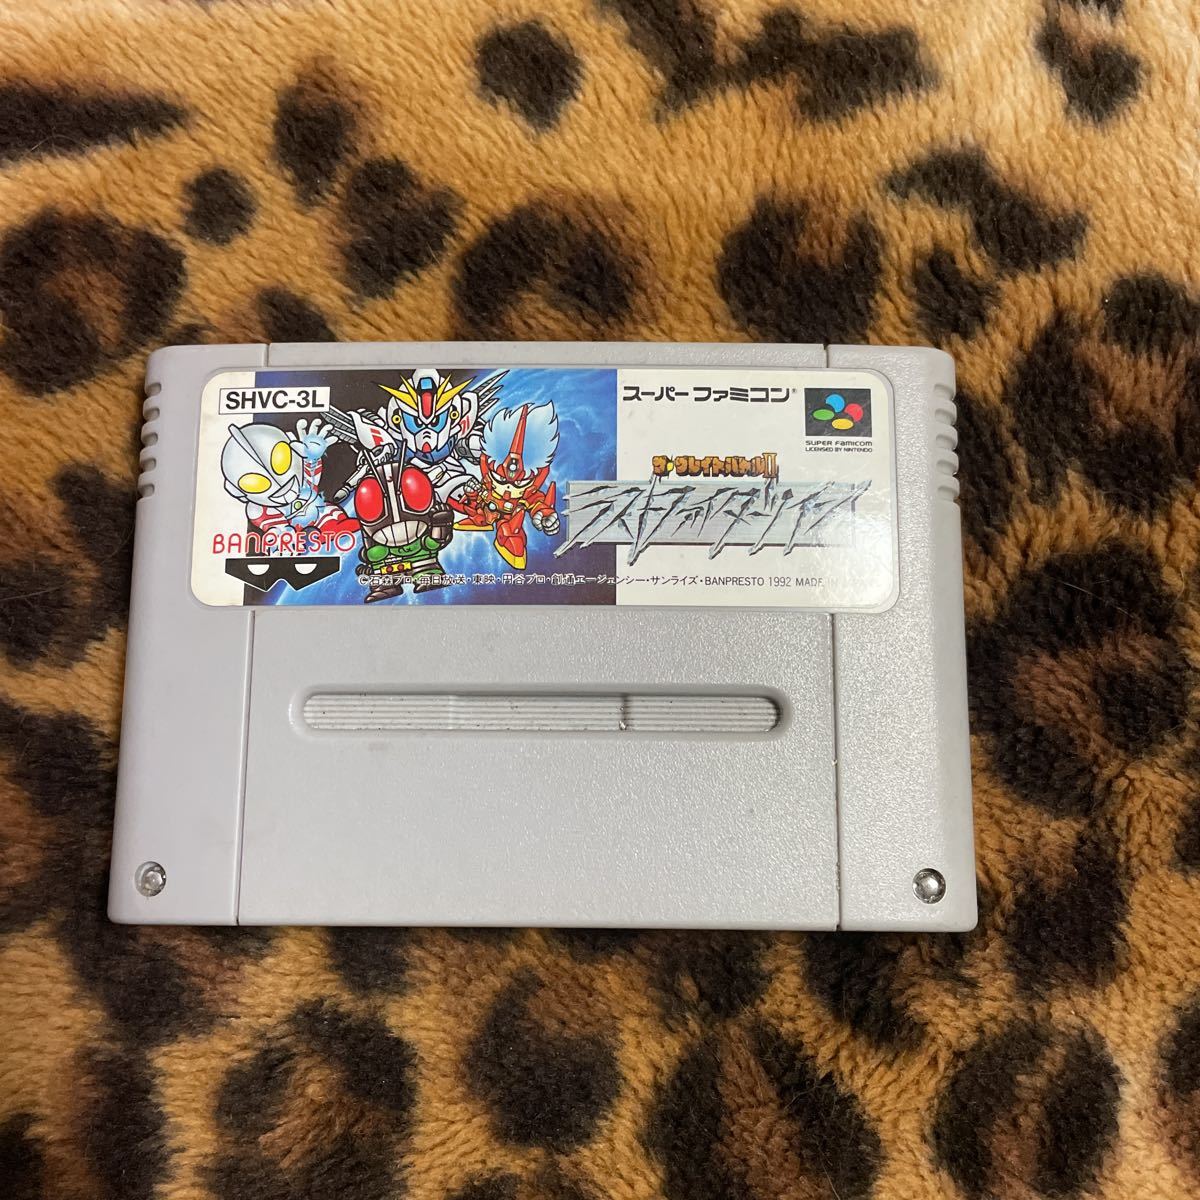 SHVC-3L
BANPRESTO
スーパーファミコン®
SUPER FAMICOM
LICENSED BY NINTENDO
ザ・グレイトバトルII
ラストファイターツイン
©石森プロ・毎日放送・東映・円谷プロ・創通エージェンシー・サンライズ・BANPRESTO 1992 MADE IN